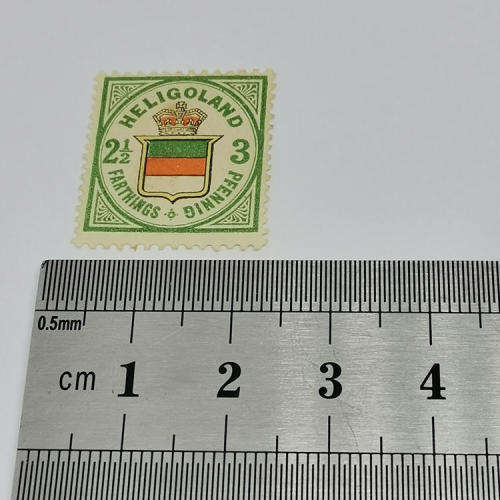 HELIGOLAND
2½ 3
FARTHINGS PFENNIG
0.5mm
cm 1 2 3 4